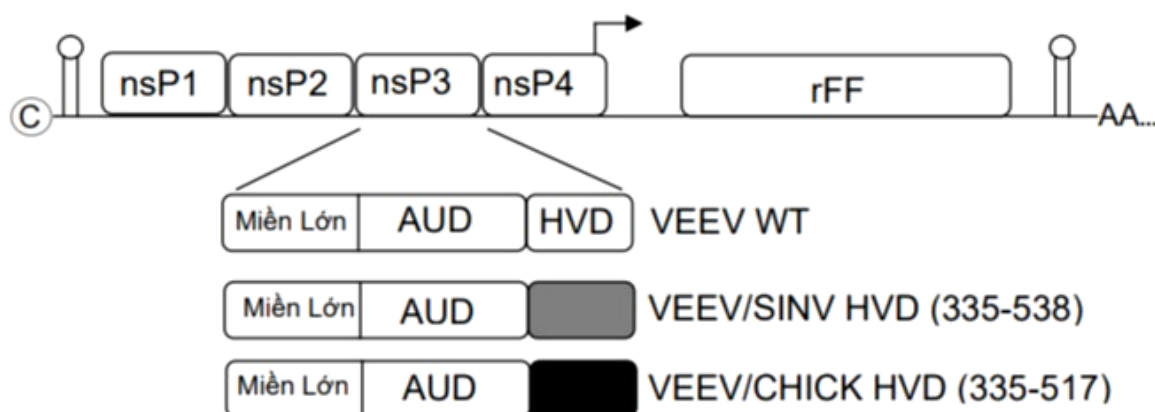 nsP1 nsP2 nsP3 nsP4 rFF
C AA...
Miền Lớn AUD HVD VEEV WT
Miền Lớn AUD VEEV/SINV HVD (335-538)
Miền Lớn AUD VEEV/CHICK HVD (335-517)